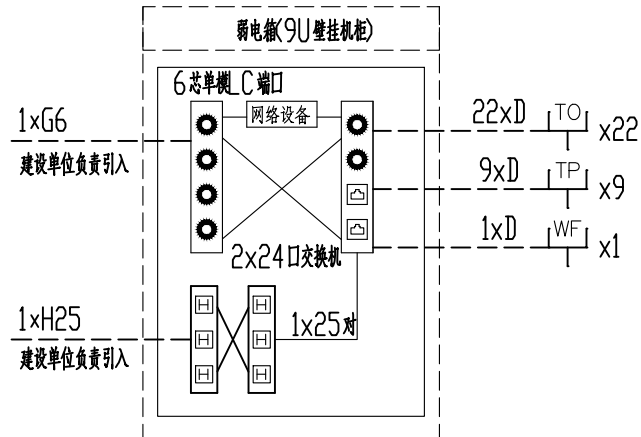 弱电箱(9U壁挂机柜)
6芯单模LC端口
网络设备
1xG6
建设单位负责引入
22xD
TO
x22
9xD
TP
x9
1xD
WF
x1
2x24口交换机
1xH25
建设单位负责引入
H
H
H
H
H
H
1x25对